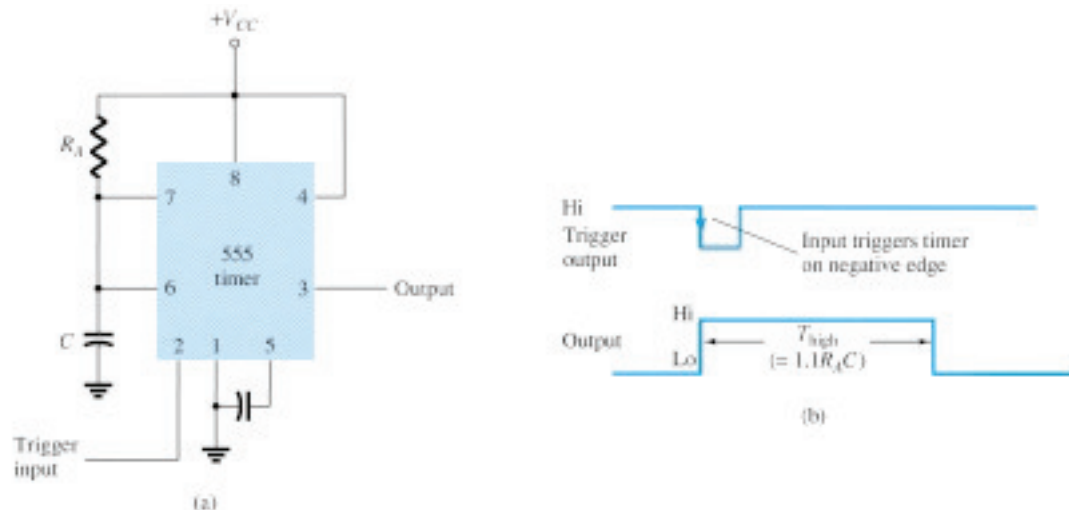 +V_CC
R_A
8
7
4
555
timer
6
3
Output
C
2
1
5
Trigger
input
(a)
Hi
Trigger
output
Input triggers timer
on negative edge
Hi
Output
T_high
Lo
(= 1.1R_AC)
(b)